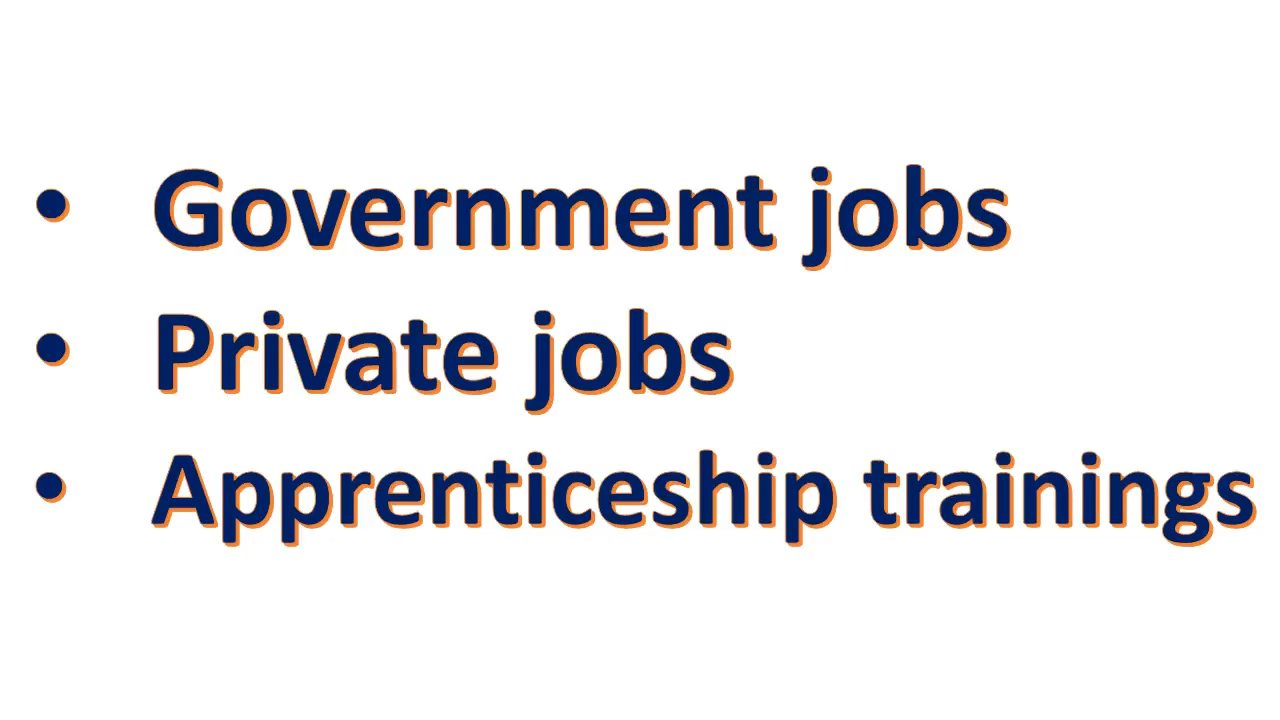 • Government jobs
• Private jobs
• Apprenticeship trainings